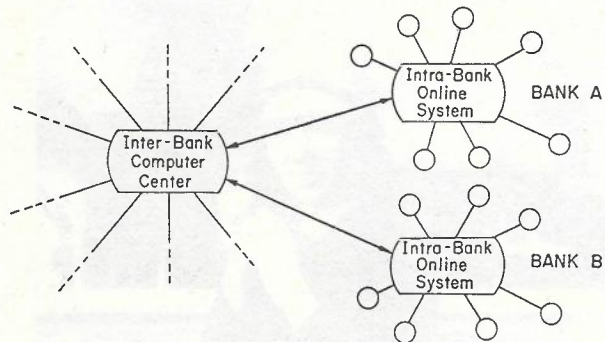 Intra-Bank
Online
System
BANK A
Inter-Bank
Computer
Center
Intra-Bank
Online
System
BANK B